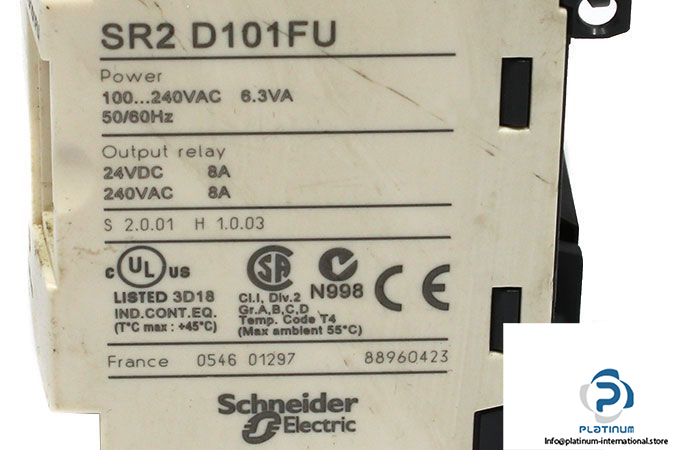 SR2 D101FU
Power
100...240VAC 6.3VA
50/60Hz
Output relay
24VDC 8A
240VAC 8A
S 2.0.01 H 1.0.03
c UL us
LISTED 3D18
IND.CONT.EQ.
(T°C max : +45°C)
SA
Cl.I, Div.2
Gr.A,B,C,D
Temp. Code T4
(Max ambient 55°C)
N998
CE
France 0546 01297 88960423
Schneider
Electric
PLATINUM
Info@platinum-international.store